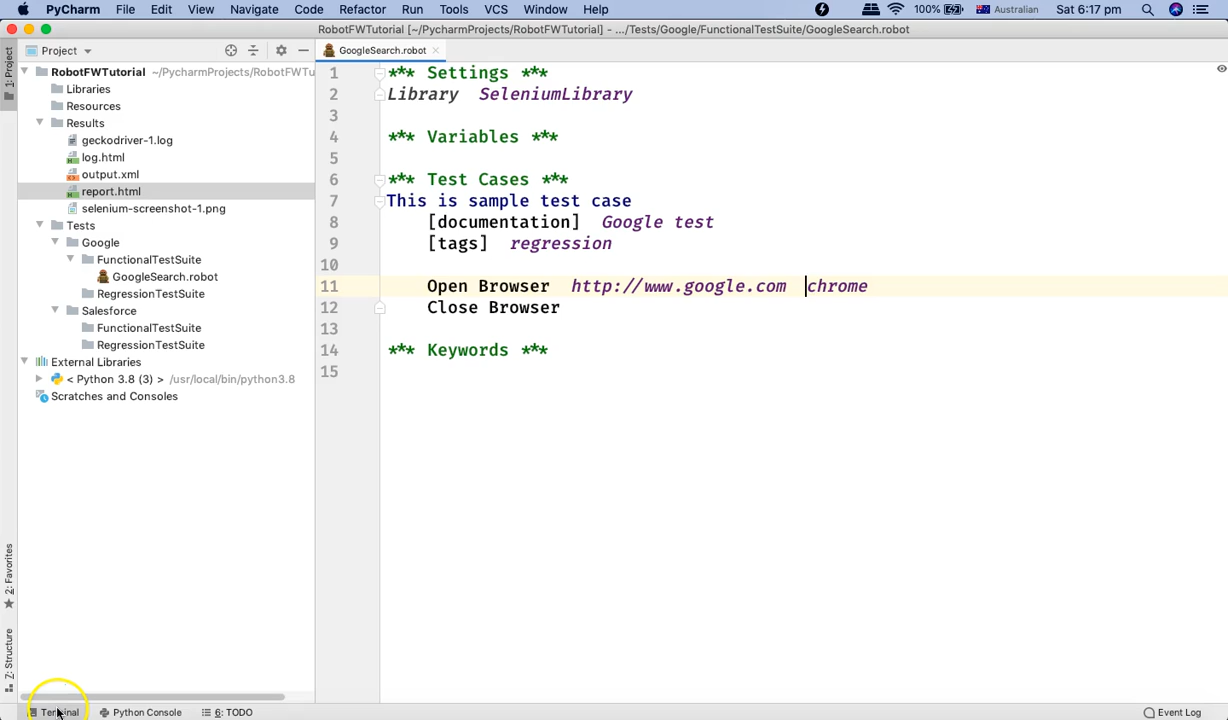 PyCharm File Edit View Navigate Code Refactor Run Tools VCS Window Help 100% Australian Sat 6:17 pm
RobotFWTutorial [~/PycharmProjects/RobotFWTutorial] - .../Tests/Google/FunctionalTestSuite/GoogleSearch.robot
Project
GoogleSearch.robot
1: Project
RobotFWTutorial ~/PycharmProjects/RobotFWTu
Libraries
Resources
Results
geckodriver-1.log
log.html
output.xml
report.html
selenium-screenshot-1.png
Tests
Google
FunctionalTestSuite
GoogleSearch.robot
RegressionTestSuite
Salesforce
FunctionalTestSuite
RegressionTestSuite
External Libraries
< Python 3.8 (3) > /usr/local/bin/python3.8
Scratches and Consoles
2: Favorites
Z: Structure
1 *** Settings ***
2 Library SeleniumLibrary
3
4 *** Variables ***
5
6 *** Test Cases ***
7 This is sample test case
8 [documentation] Google test
9 [tags] regression
10
11 Open Browser http://www.google.com chrome
12 Close Browser
13
14 *** Keywords ***
15
Terminal Python Console 6: TODO Event Log